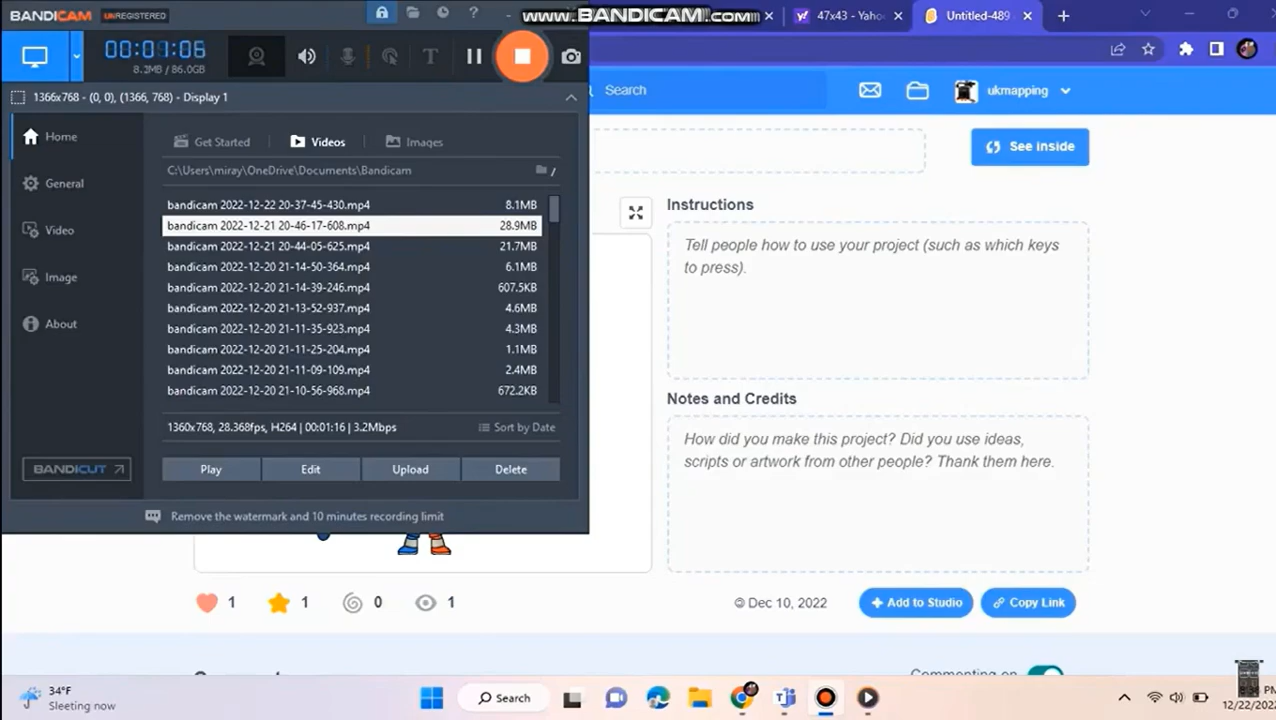 BANDICAM UNREGISTERED
www.BANDICAM.com
47x43 - Yaho
Untitled-489
00:01:06
8.2MB / 86.0GB
1366x768 - (0, 0), (1366, 768) - Display 1
Search
ukmapping
Home
General
Video
Image
About
BANDICUT
Get Started
Videos
Images
C:\Users\miray\OneDrive\Documents\Bandicam
bandicam 2022-12-22 20-37-45-430.mp4 8.1MB
bandicam 2022-12-21 20-46-17-608.mp4 28.9MB
bandicam 2022-12-21 20-44-05-625.mp4 21.7MB
bandicam 2022-12-20 21-14-50-364.mp4 6.1MB
bandicam 2022-12-20 21-14-39-246.mp4 607.5KB
bandicam 2022-12-20 21-13-52-937.mp4 4.6MB
bandicam 2022-12-20 21-11-35-923.mp4 4.3MB
bandicam 2022-12-20 21-11-25-204.mp4 1.1MB
bandicam 2022-12-20 21-11-09-109.mp4 2.4MB
bandicam 2022-12-20 21-10-56-968.mp4 672.2KB
1360x768, 28.368fps, H264 | 00:01:16 | 3.2Mbps
Sort by Date
Play
Edit
Upload
Delete
Remove the watermark and 10 minutes recording limit
See inside
Instructions
Tell people how to use your project (such as which keys
to press).
Notes and Credits
How did you make this project? Did you use ideas,
scripts or artwork from other people? Thank them here.
1
1
0
1
© Dec 10, 2022
Add to Studio
Copy Link
Commenting on
34°F
Sleeting now
Search
PM
12/22/202